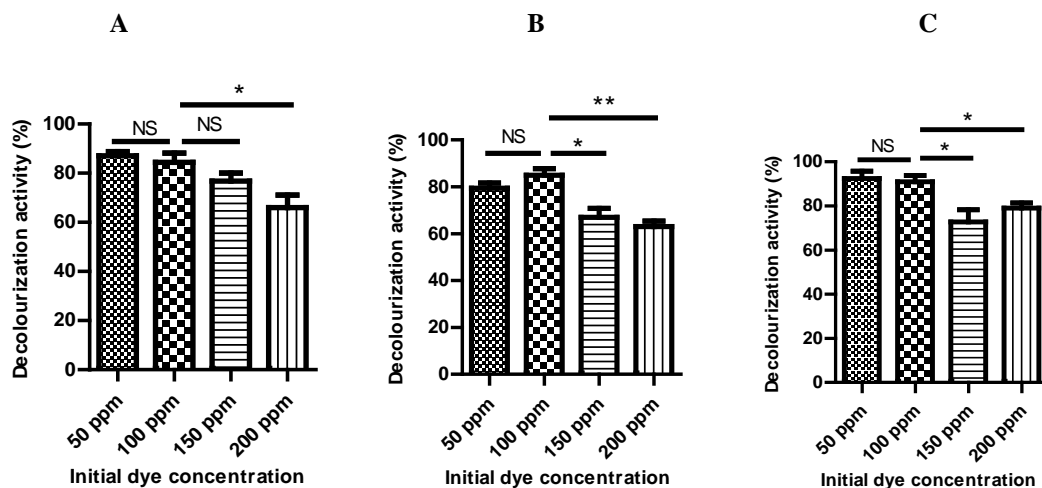 A
B
C
Decolourization activity (%)
100
80
60
40
20
0
NS
NS
*
50 ppm
100 ppm
150 ppm
200 ppm
Initial dye concentration
Decolourization activity (%)
100
80
60
40
20
0
NS
*
**
50 ppm
100 ppm
150 ppm
200 ppm
Initial dye concentration
Decolourization activity (%)
100
80
60
40
20
0
NS
*
*
50 ppm
100 ppm
150 ppm
200 ppm
Initial dye concentration